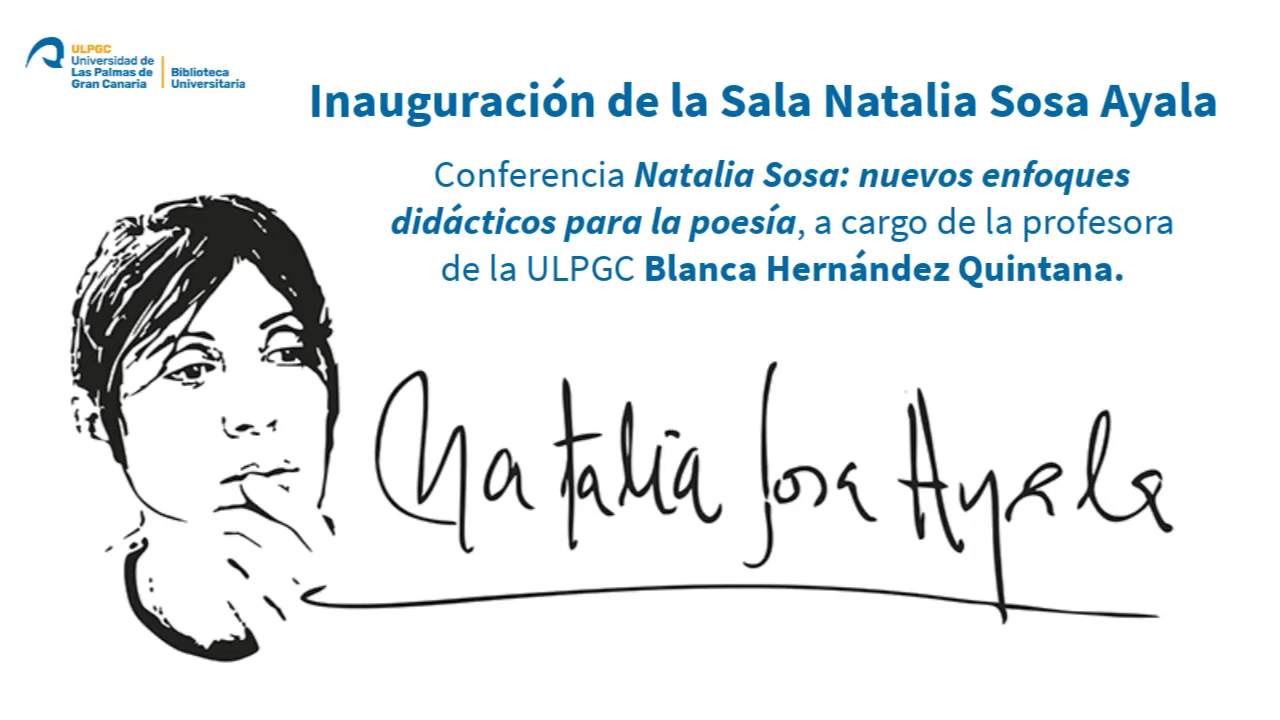 ULPGC
Universidad de
Las Palmas de
Gran Canaria
Biblioteca
Universitaria
Inauguración de la Sala Natalia Sosa Ayala
Conferencia Natalia Sosa: nuevos enfoques
didácticos para la poesía, a cargo de la profesora
de la ULPGC Blanca Hernández Quintana.
Natalia Sosa Ayala